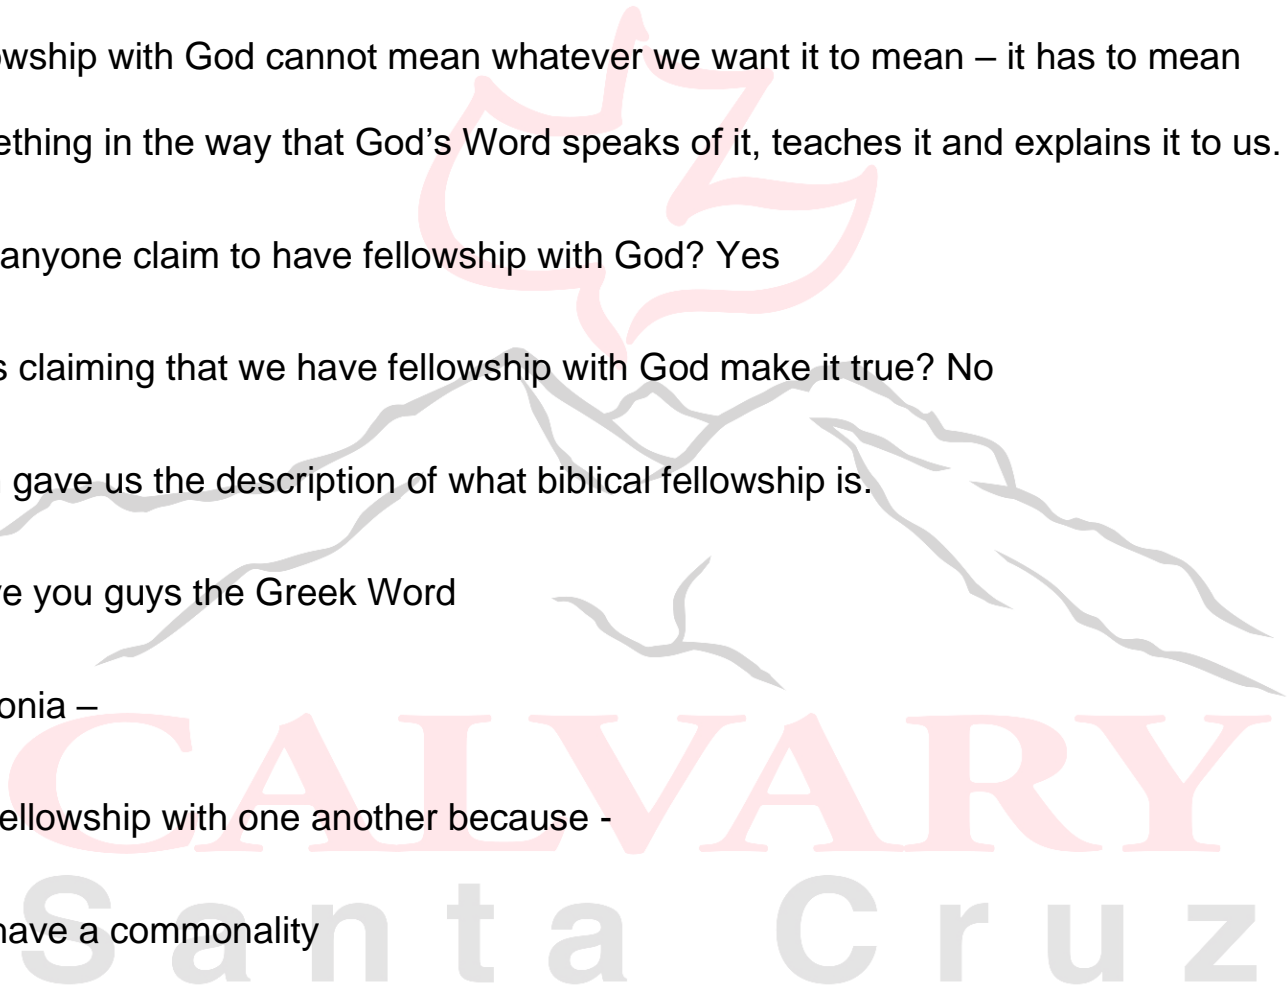 owship with God cannot mean whatever we want it to mean – it has to mean
ething in the way that God's Word speaks of it, teaches it and explains it to us.
anyone claim to have fellowship with God? Yes
s claiming that we have fellowship with God make it true? No
gave us the description of what biblical fellowship is.
ve you guys the Greek Word
onia –
ellowship with one another because -
have a commonality
CALVARY
Santa Cruz